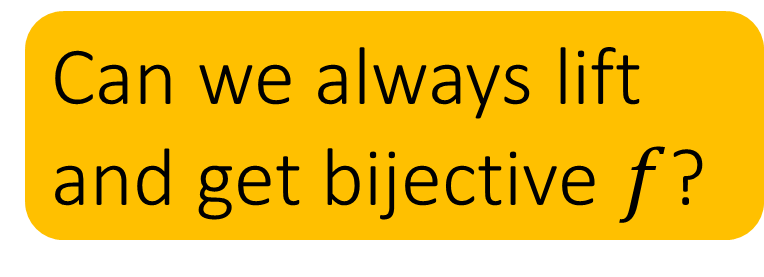 Can we always lift
and get bijective f?